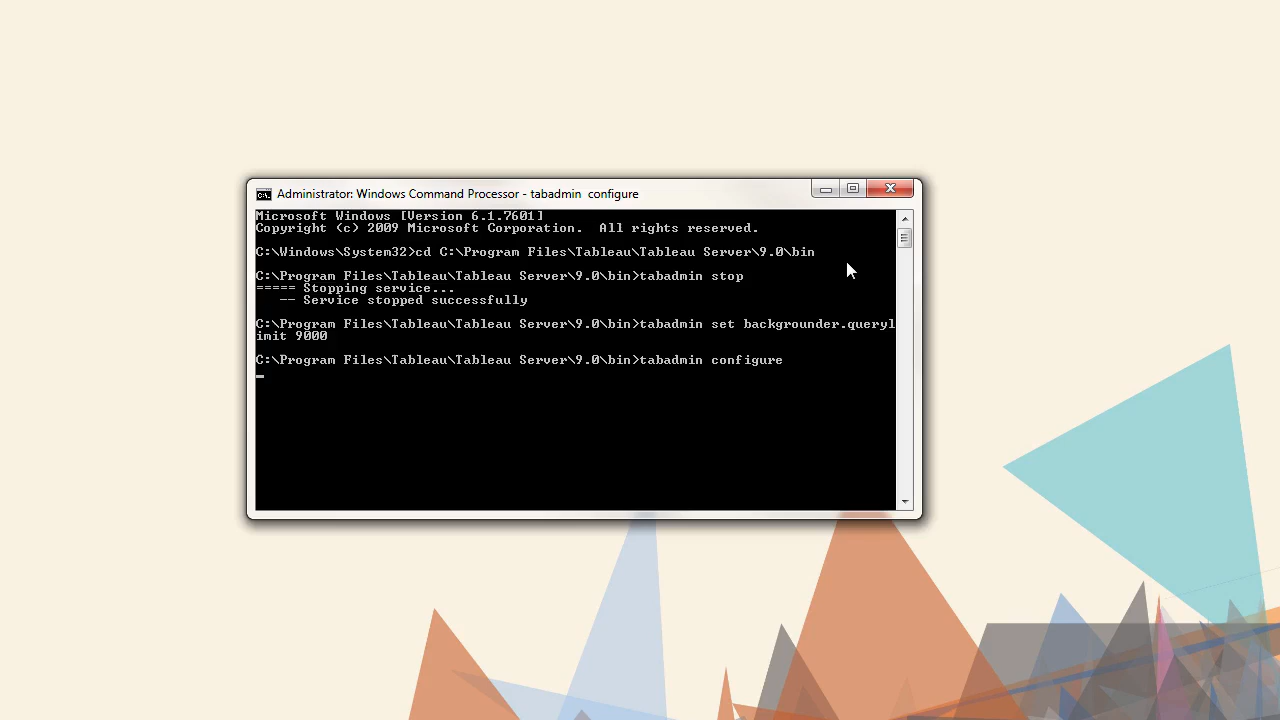 Administrator: Windows Command Processor - tabadmin  configure
Microsoft Windows [Version 6.1.7601]
Copyright (c) 2009 Microsoft Corporation.  All rights reserved.
C:\Windows\System32>cd C:\Program Files\Tableau\Tableau Server\9.0\bin
C:\Program Files\Tableau\Tableau Server\9.0\bin>tabadmin stop
===== Stopping service...
   -- Service stopped successfully
C:\Program Files\Tableau\Tableau Server\9.0\bin>tabadmin set backgrounder.queryl
imit 9000
C:\Program Files\Tableau\Tableau Server\9.0\bin>tabadmin configure